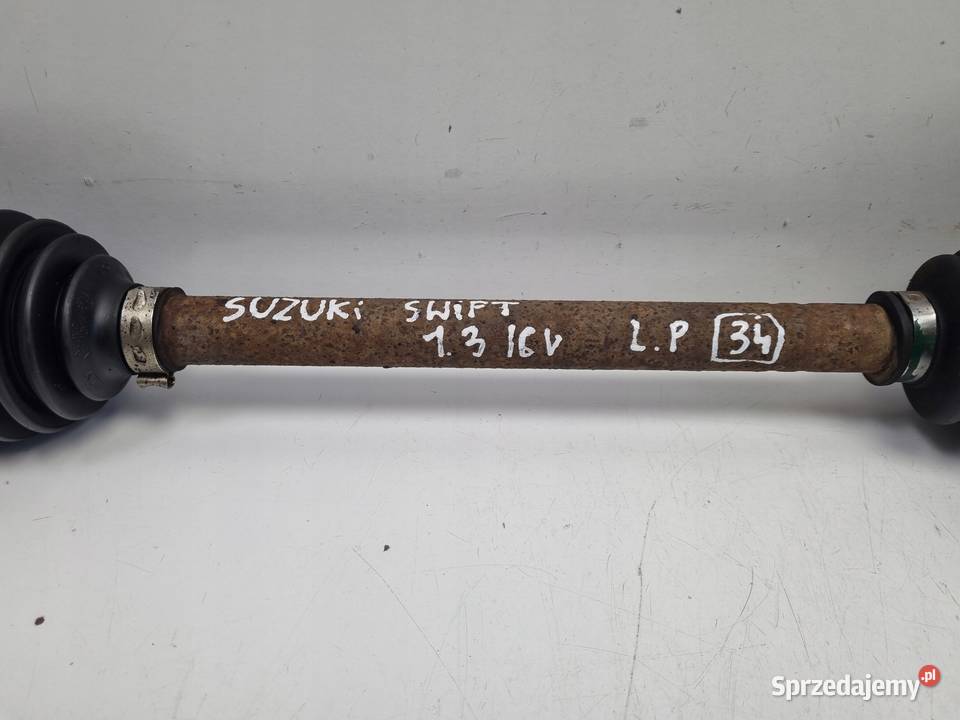 SUZUKi SWiFT
1.3 16V L.P 34
Sprzedajemy.pl